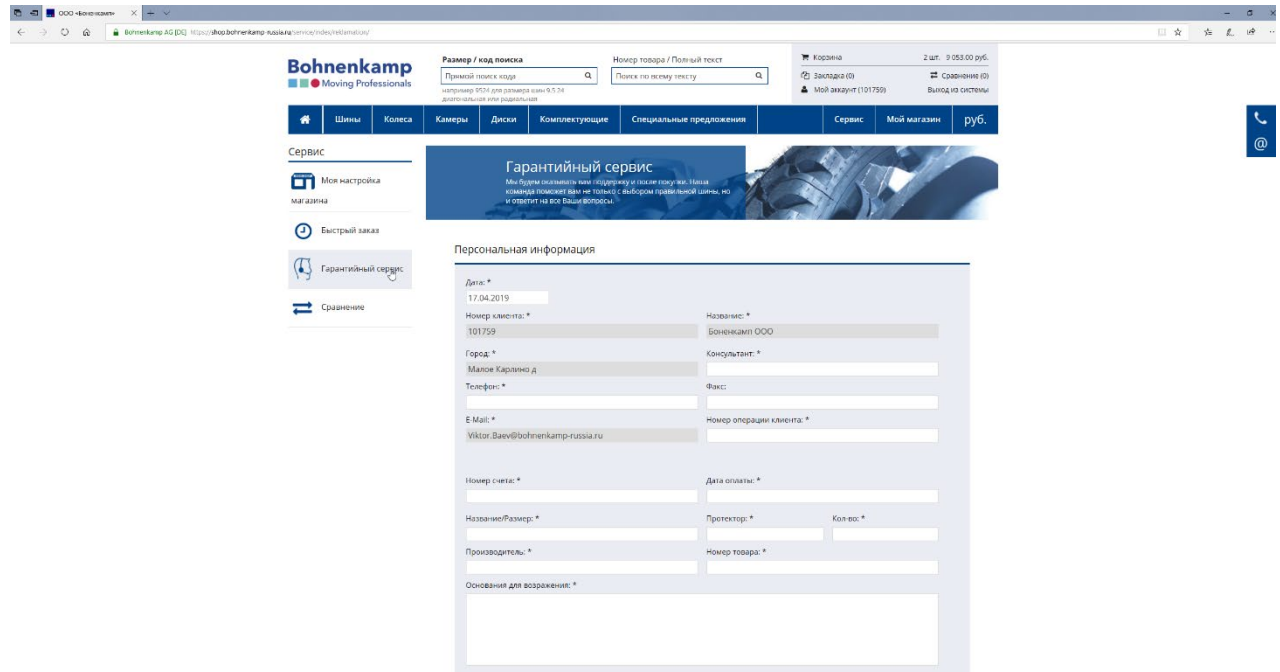 ООО «Боненкамп»
Bohnenkamp AG [DE] https://shop.bohnenkamp-russia.ru/service/index/reklamation/
Bohnenkamp
Moving Professionals
Размер / код поиска
Прямой поиск кода
например 9524 для размера шин 9.5 24
диагональная или радиальная
Номер товара / Полный текст
Поиск по всему тексту
Корзина 2 шт. 9 053.00 руб.
Закладка (0) Сравнение (0)
Мой аккаунт (101759) Выход из системы
Шины Колеса Камеры Диски Комплектующие Специальные предложения Сервис Мой магазин руб.
Сервис
Моя настройка
магазина
Быстрый заказ
Гарантийный сервис
Сравнение
Гарантийный сервис
Мы будем оказывать вам поддержку и после покупки. Наша
команда поможет вам не только с выбором правильной шины, но
и ответит на все Ваши вопросы.
Персональная информация
Дата: *
17.04.2019
Номер клиента: * Название: *
101759 Боненкамп ООО
Город: * Консультант: *
Малое Карлино д
Телефон: * Факс:
E-Mail: * Номер операции клиента: *
Viktor.Baev@bohnenkamp-russia.ru
Номер счета: * Дата оплаты: *
Название/Размер: * Протектор: * Кол-во: *
Производитель: * Номер товара: *
Основания для возражения: *